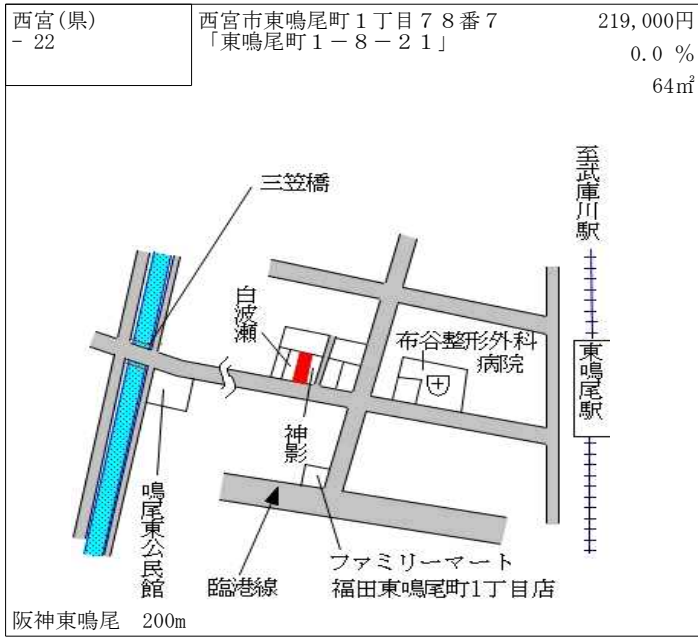 西宮(県)
- 22
西宮市東鳴尾町１丁目７８番７
「東鳴尾町１－８－２１」
219,000円
0.0 %
64㎡
至武庫川駅
三笠橋
白波瀬
布谷整形外科
病院
東鳴尾駅
神影
鳴尾東公民館
臨港線
ファミリーマート
福田東鳴尾町1丁目店
阪神東鳴尾 200m